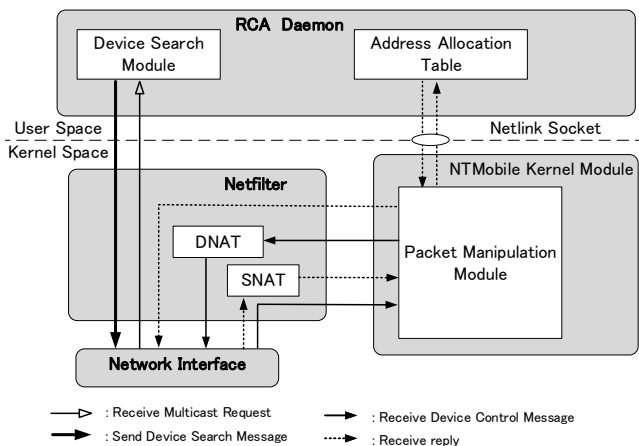 RCA Daemon
Device Search
Module
Address Allocation
Table
User Space
Netlink Socket
Kernel Space
Netfilter
NTMobile Kernel Module
DNAT
SNAT
Packet Manipulation
Module
Network Interface
: Receive Multicast Request
: Receive Device Control Message
: Send Device Search Message
: Receive reply